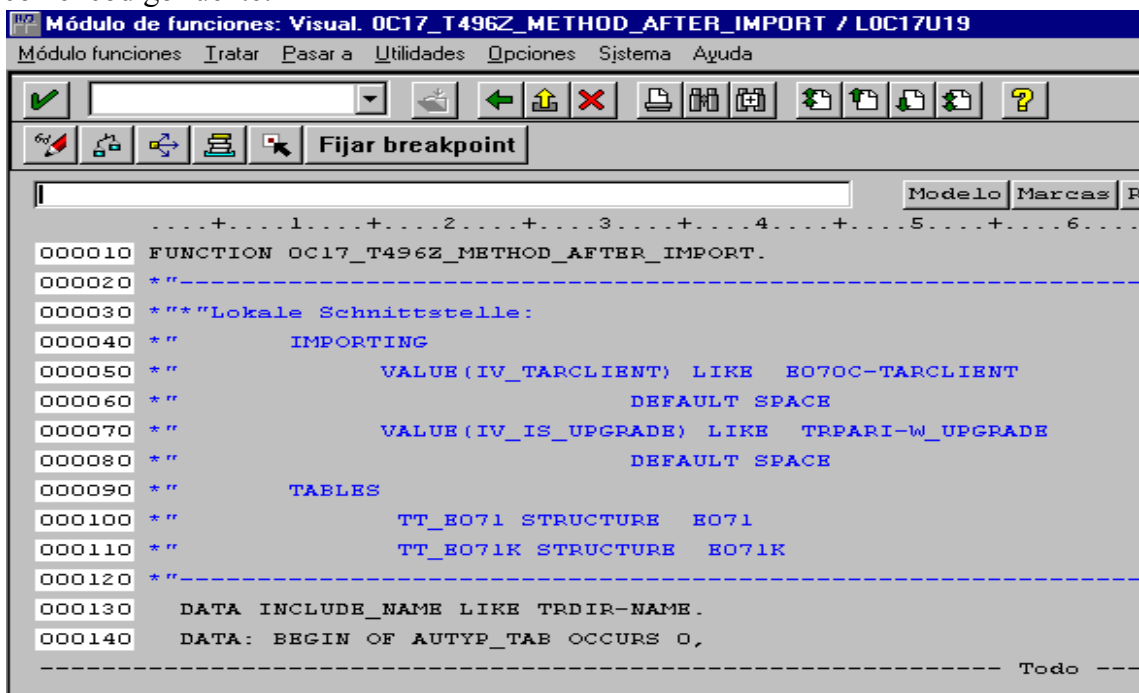 Módulo de funciones: Visual. OC17_T496Z_METHOD_AFTER_IMPORT / LOC17U19
Módulo funciones Tratar Pasar a Utilidades Opciones Sistema Ayuda
Fijar breakpoint
Modelo Marcas
....+....1....+....2....+....3....+....4....+....5....+....6....
000010 FUNCTION OC17_T496Z_METHOD_AFTER_IMPORT.
000020 *"----------------------------------------------------------------------
000030 *"*"Lokale Schnittstelle:
000040 *" IMPORTING
000050 *" VALUE(IV_TARCLIENT) LIKE E070C-TARCLIENT
000060 *" DEFAULT SPACE
000070 *" VALUE(IV_IS_UPGRADE) LIKE TRPARI-W_UPGRADE
000080 *" DEFAULT SPACE
000090 *" TABLES
000100 *" TT_E071 STRUCTURE E071
000110 *" TT_E071K STRUCTURE E071K
000120 *"----------------------------------------------------------------------
000130 DATA INCLUDE_NAME LIKE TRDIR-NAME.
000140 DATA: BEGIN OF AUTYP_TAB OCCURS 0,
---------------------------------------------------------------- Todo ---